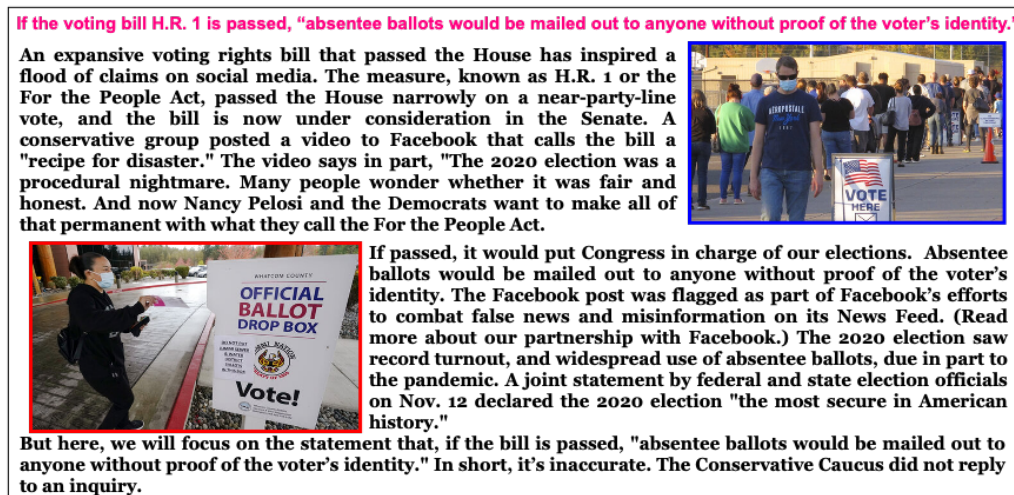 If the voting bill H.R. 1 is passed, “absentee ballots would be mailed out to anyone without proof of the voter’s identity.”
An expansive voting rights bill that passed the House has inspired a
flood of claims on social media. The measure, known as H.R. 1 or the
For the People Act, passed the House narrowly on a near-party-line
vote, and the bill is now under consideration in the Senate. A
conservative group posted a video to Facebook that calls the bill a
"recipe for disaster." The video says in part, "The 2020 election was a
procedural nightmare. Many people wonder whether it was fair and
honest. And now Nancy Pelosi and the Democrats want to make all of
that permanent with what they call the For the People Act.
AEROPOSTALE
New York
VOTE
HERE
WHATCOM COUNTY
OFFICIAL
BALLOT
DROP BOX
Vote!
If passed, it would put Congress in charge of our elections. Absentee
ballots would be mailed out to anyone without proof of the voter’s
identity. The Facebook post was flagged as part of Facebook’s efforts
to combat false news and misinformation on its News Feed. (Read
more about our partnership with Facebook.) The 2020 election saw
record turnout, and widespread use of absentee ballots, due in part to
the pandemic. A joint statement by federal and state election officials
on Nov. 12 declared the 2020 election "the most secure in American
history."
But here, we will focus on the statement that, if the bill is passed, "absentee ballots would be mailed out to
anyone without proof of the voter’s identity." In short, it’s inaccurate. The Conservative Caucus did not reply
to an inquiry.